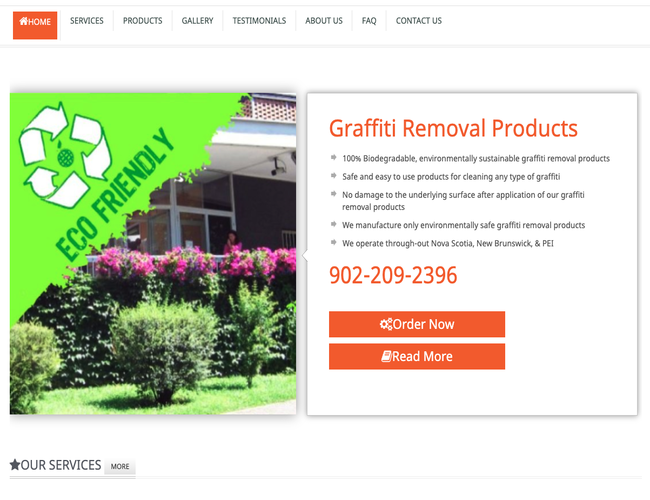 HOME SERVICES PRODUCTS GALLERY TESTIMONIALS ABOUT US FAQ CONTACT US
ECO FRIENDLY
Graffiti Removal Products
100% Biodegradable, environmentally sustainable graffiti removal products
Safe and easy to use products for cleaning any type of graffiti
No damage to the underlying surface after application of our graffiti
removal products
We manufacture only environmentally safe graffiti removal products
We operate through-out Nova Scotia, New Brunswick, & PEI
902-209-2396
Order Now
Read More
OUR SERVICES MORE